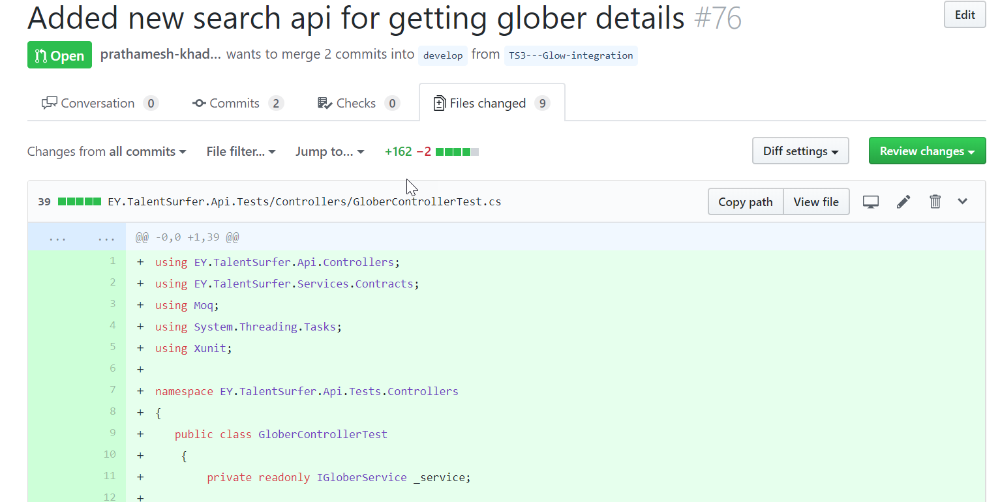 Added new search api for getting glober details #76
Edit
Open prathamesh-khad... wants to merge 2 commits into develop from TS3---Glow-integration
Conversation 0 Commits 2 Checks 0 Files changed 9
Changes from all commits File filter... Jump to... +162 −2 Diff settings Review changes
39 EY.TalentSurfer.Api.Tests/Controllers/GloberControllerTest.cs Copy path View file
... ... @@ -0,0 +1,39 @@
1 + using EY.TalentSurfer.Api.Controllers;
2 + using EY.TalentSurfer.Services.Contracts;
3 + using Moq;
4 + using System.Threading.Tasks;
5 + using Xunit;
6 +
7 + namespace EY.TalentSurfer.Api.Tests.Controllers
8 + {
9 + public class GloberControllerTest
10 + {
11 + private readonly IGloberService _service;
12 +